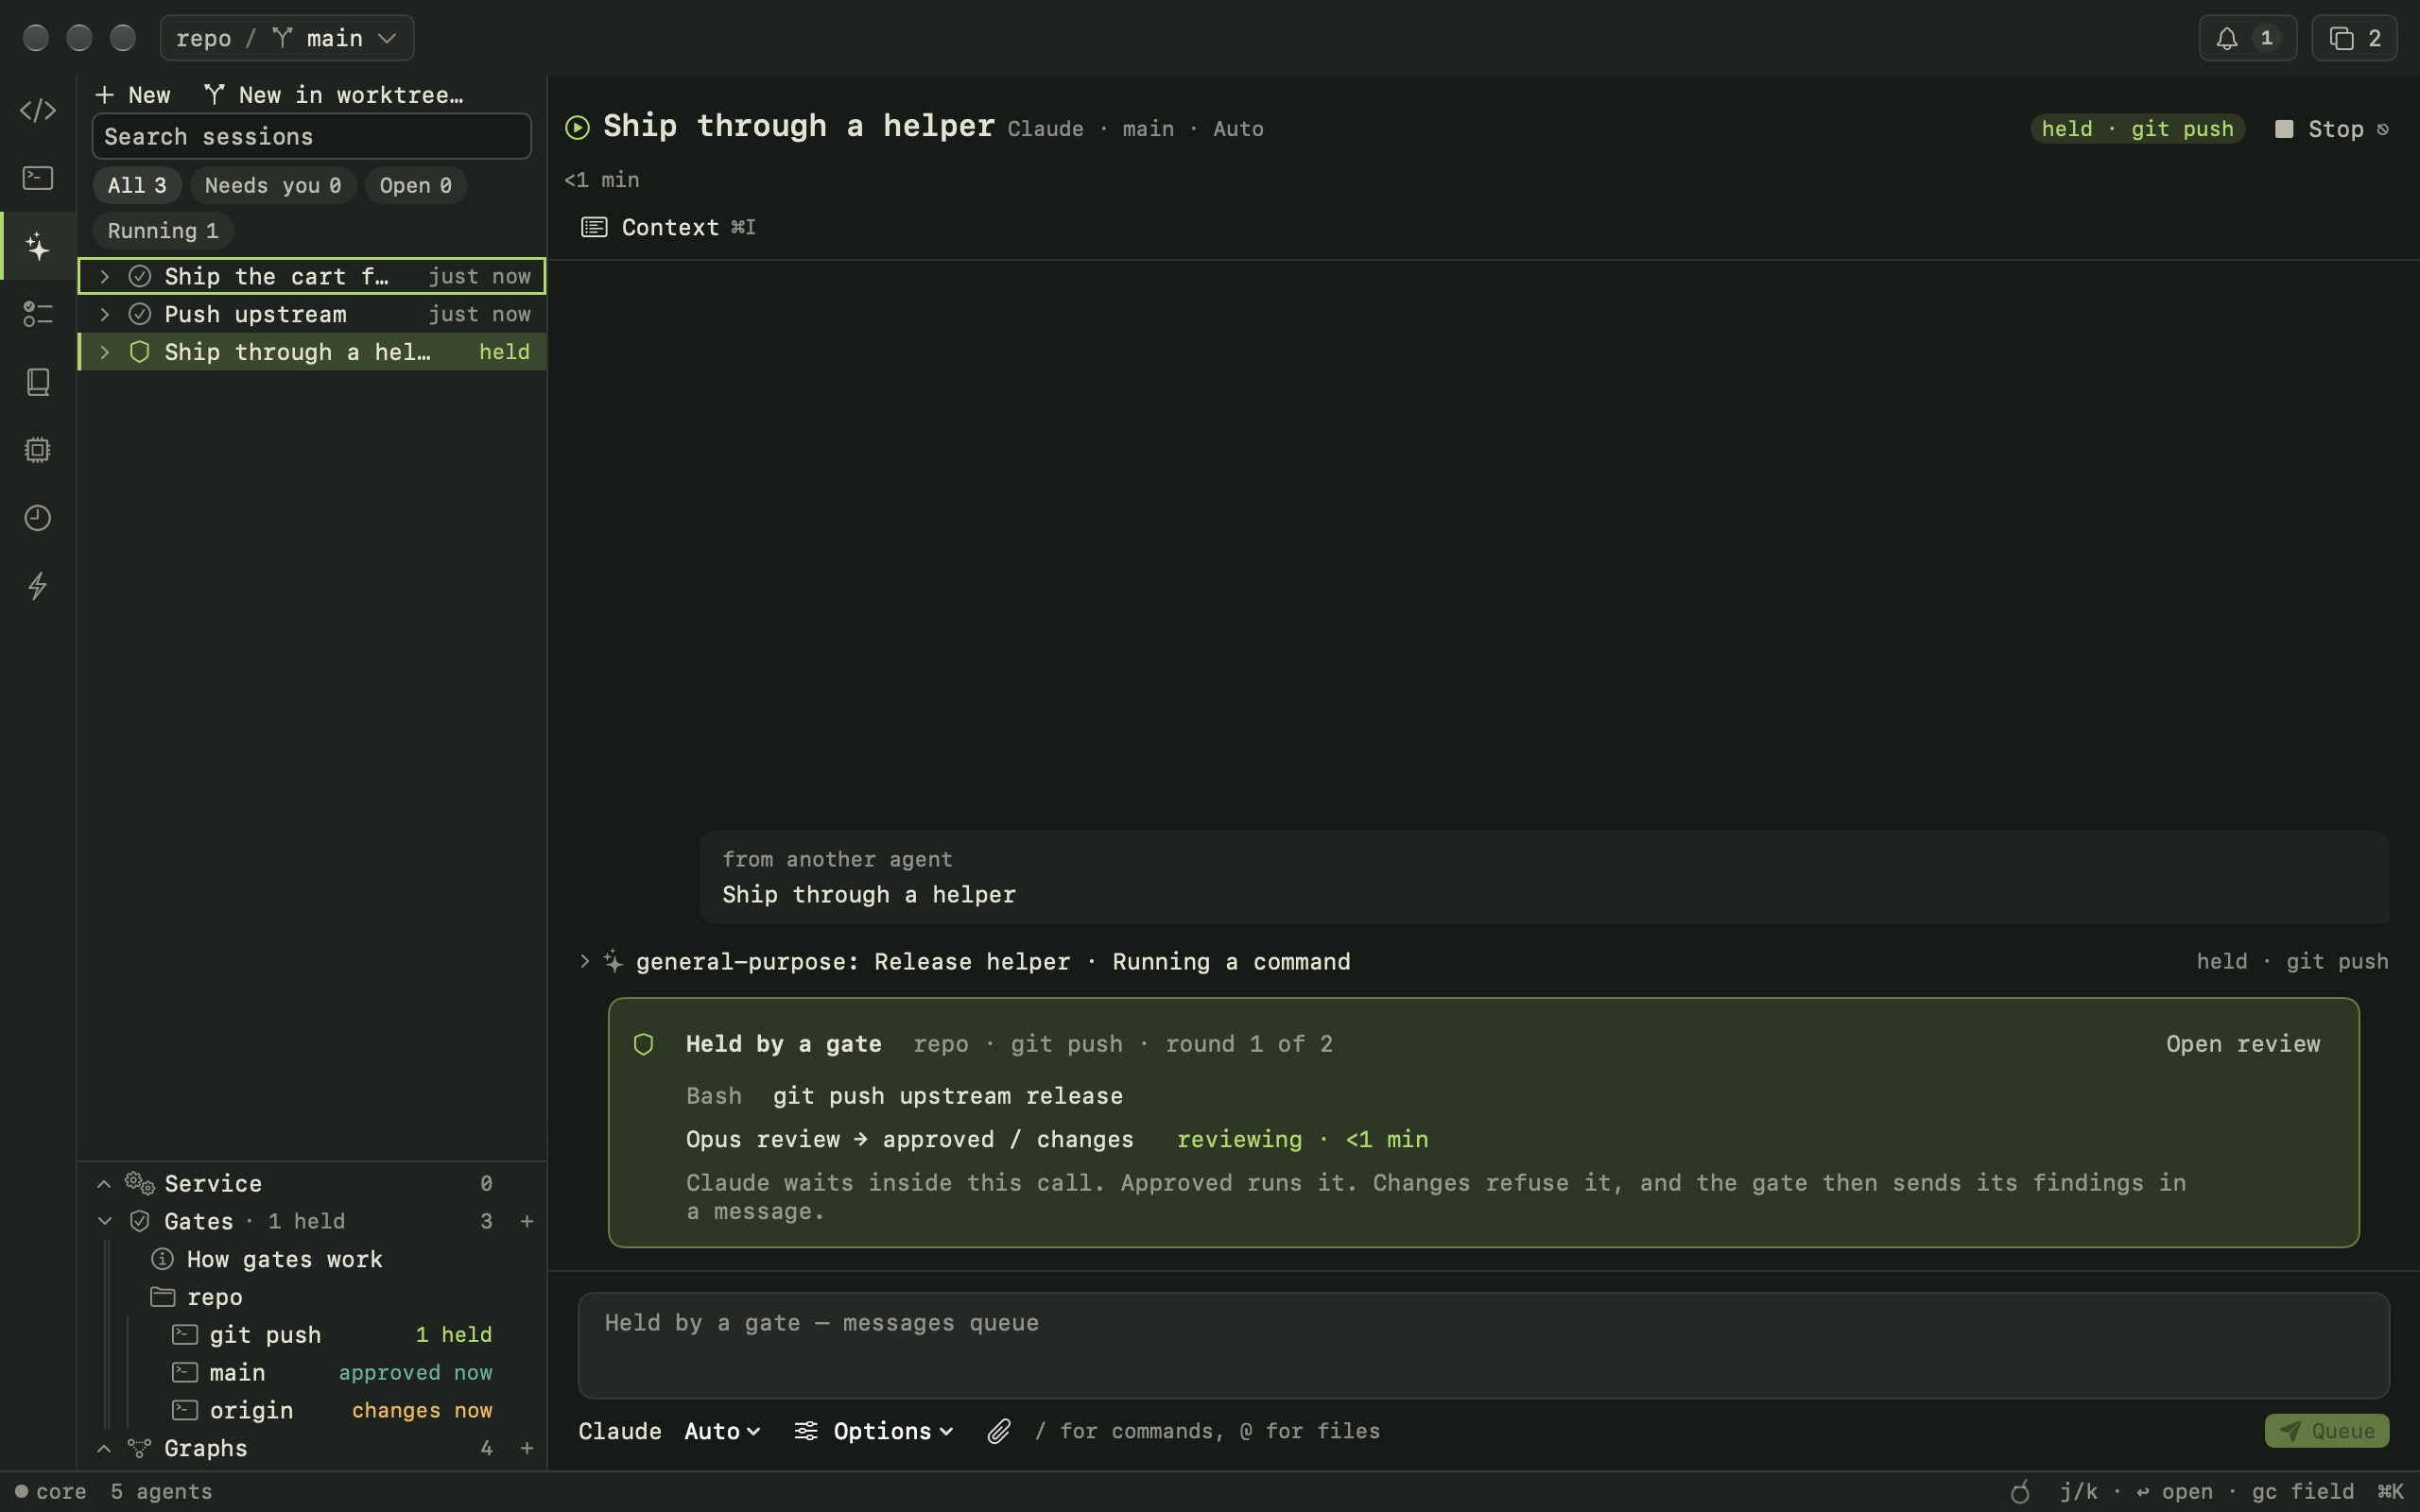 repo / main
1
2
New
New in worktree…
Search sessions
All 3
Needs you 0
Open 0
Running 1
Ship the cart f… just now
Push upstream just now
Ship through a hel… held
Service 0
Gates · 1 held 3 +
How gates work
repo
git push 1 held
main approved now
origin changes now
Graphs 4 +
Ship through a helper Claude · main · Auto
held · git push
Stop
<1 min
Context ⌘I
from another agent
Ship through a helper
general-purpose: Release helper · Running a command held · git push
Held by a gate repo · git push · round 1 of 2 Open review
Bash git push upstream release
Opus review → approved / changes reviewing · <1 min
Claude waits inside this call. Approved runs it. Changes refuse it, and the gate then sends its findings in
a message.
Held by a gate — messages queue
Claude Auto Options / for commands, @ for files Queue
core 5 agents
j/k · ↩ open · gc field ⌘K